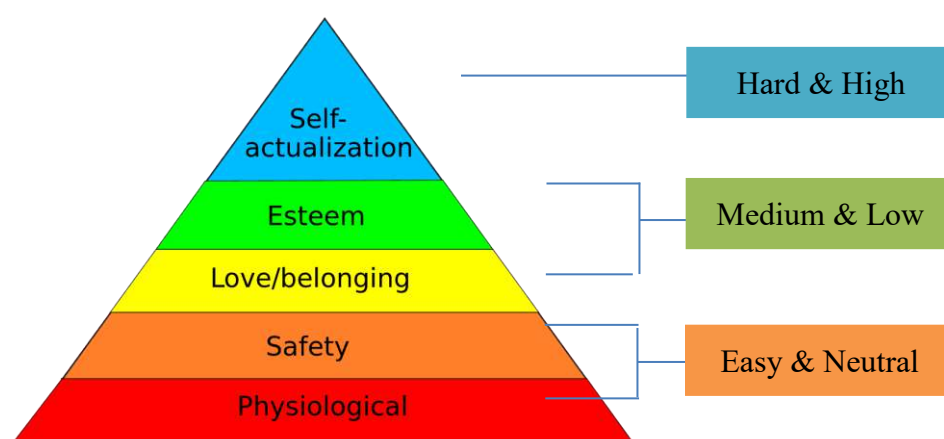 Hard & High
Self-
actualization
Medium & Low
Esteem
Love/belonging
Safety
Easy & Neutral
Physiological